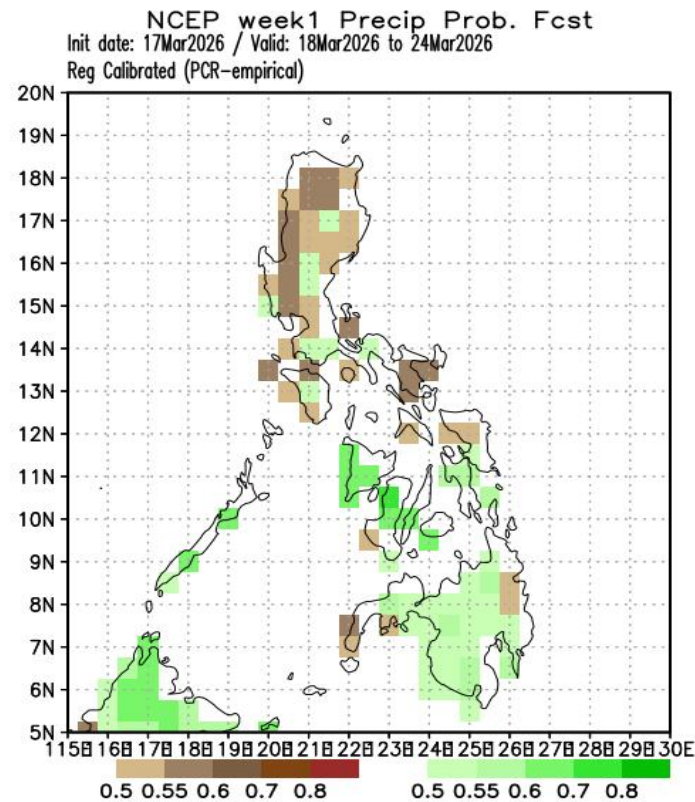 NCEP week1 Precip Prob. Fcst
Init date: 17Mar2026 / Valid: 18Mar2026 to 24Mar2026
Reg Calibrated (PCR-empirical)
20N
19N
18N
17N
16N
15N
14N
13N
12N
11N
10N
9N
8N
7N
6N
5N
115E 116E 117E 118E 119E 120E 121E 122E 123E 124E 125E 126E 127E 128E 129E 130E
0.5 0.55 0.6 0.7 0.8 0.5 0.55 0.6 0.7 0.8